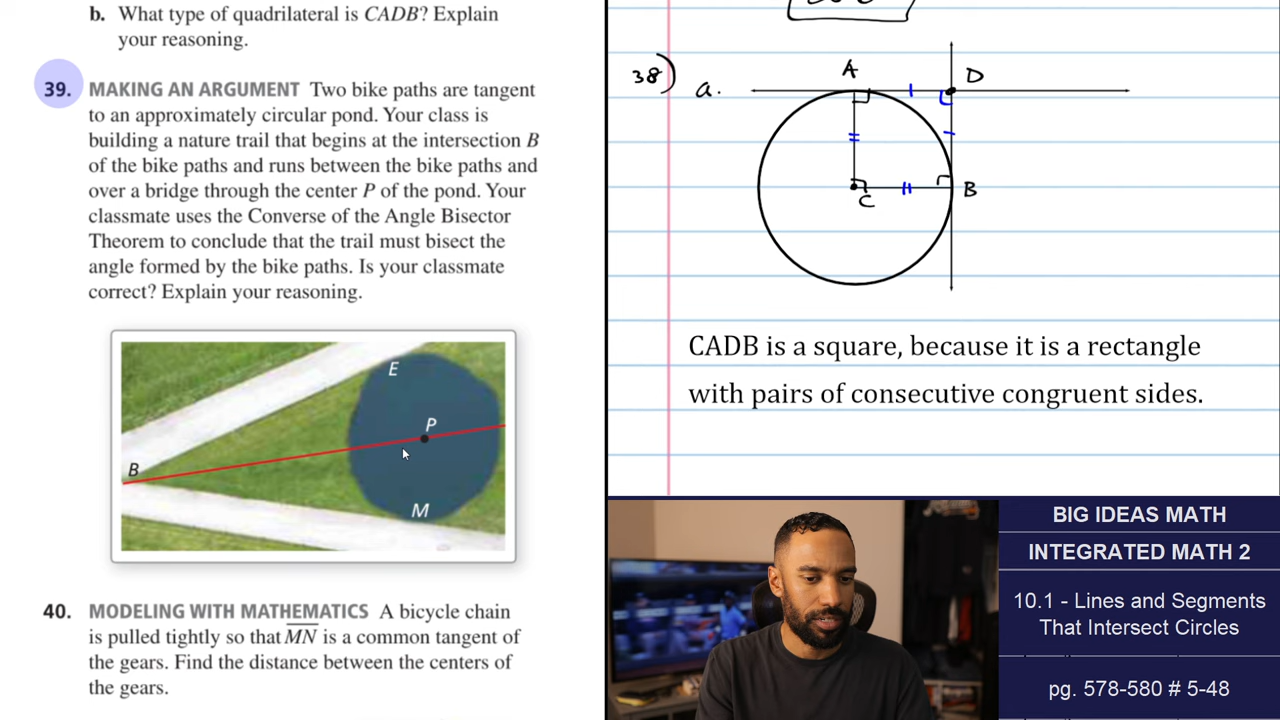 b. What type of quadrilateral is CADB? Explain
your reasoning.
39. MAKING AN ARGUMENT Two bike paths are tangent
to an approximately circular pond. Your class is
building a nature trail that begins at the intersection B
of the bike paths and runs between the bike paths and
over a bridge through the center P of the pond. Your
classmate uses the Converse of the Angle Bisector
Theorem to conclude that the trail must bisect the
angle formed by the bike paths. Is your classmate
correct? Explain your reasoning.
E
P
B
M
40. MODELING WITH MATHEMATICS A bicycle chain
is pulled tightly so that MN is a common tangent of
the gears. Find the distance between the centers of
the gears.
38) a.
A
D
C
B
CADB is a square, because it is a rectangle
with pairs of consecutive congruent sides.
BIG IDEAS MATH
INTEGRATED MATH 2
10.1 - Lines and Segments
That Intersect Circles
pg. 578-580 # 5-48